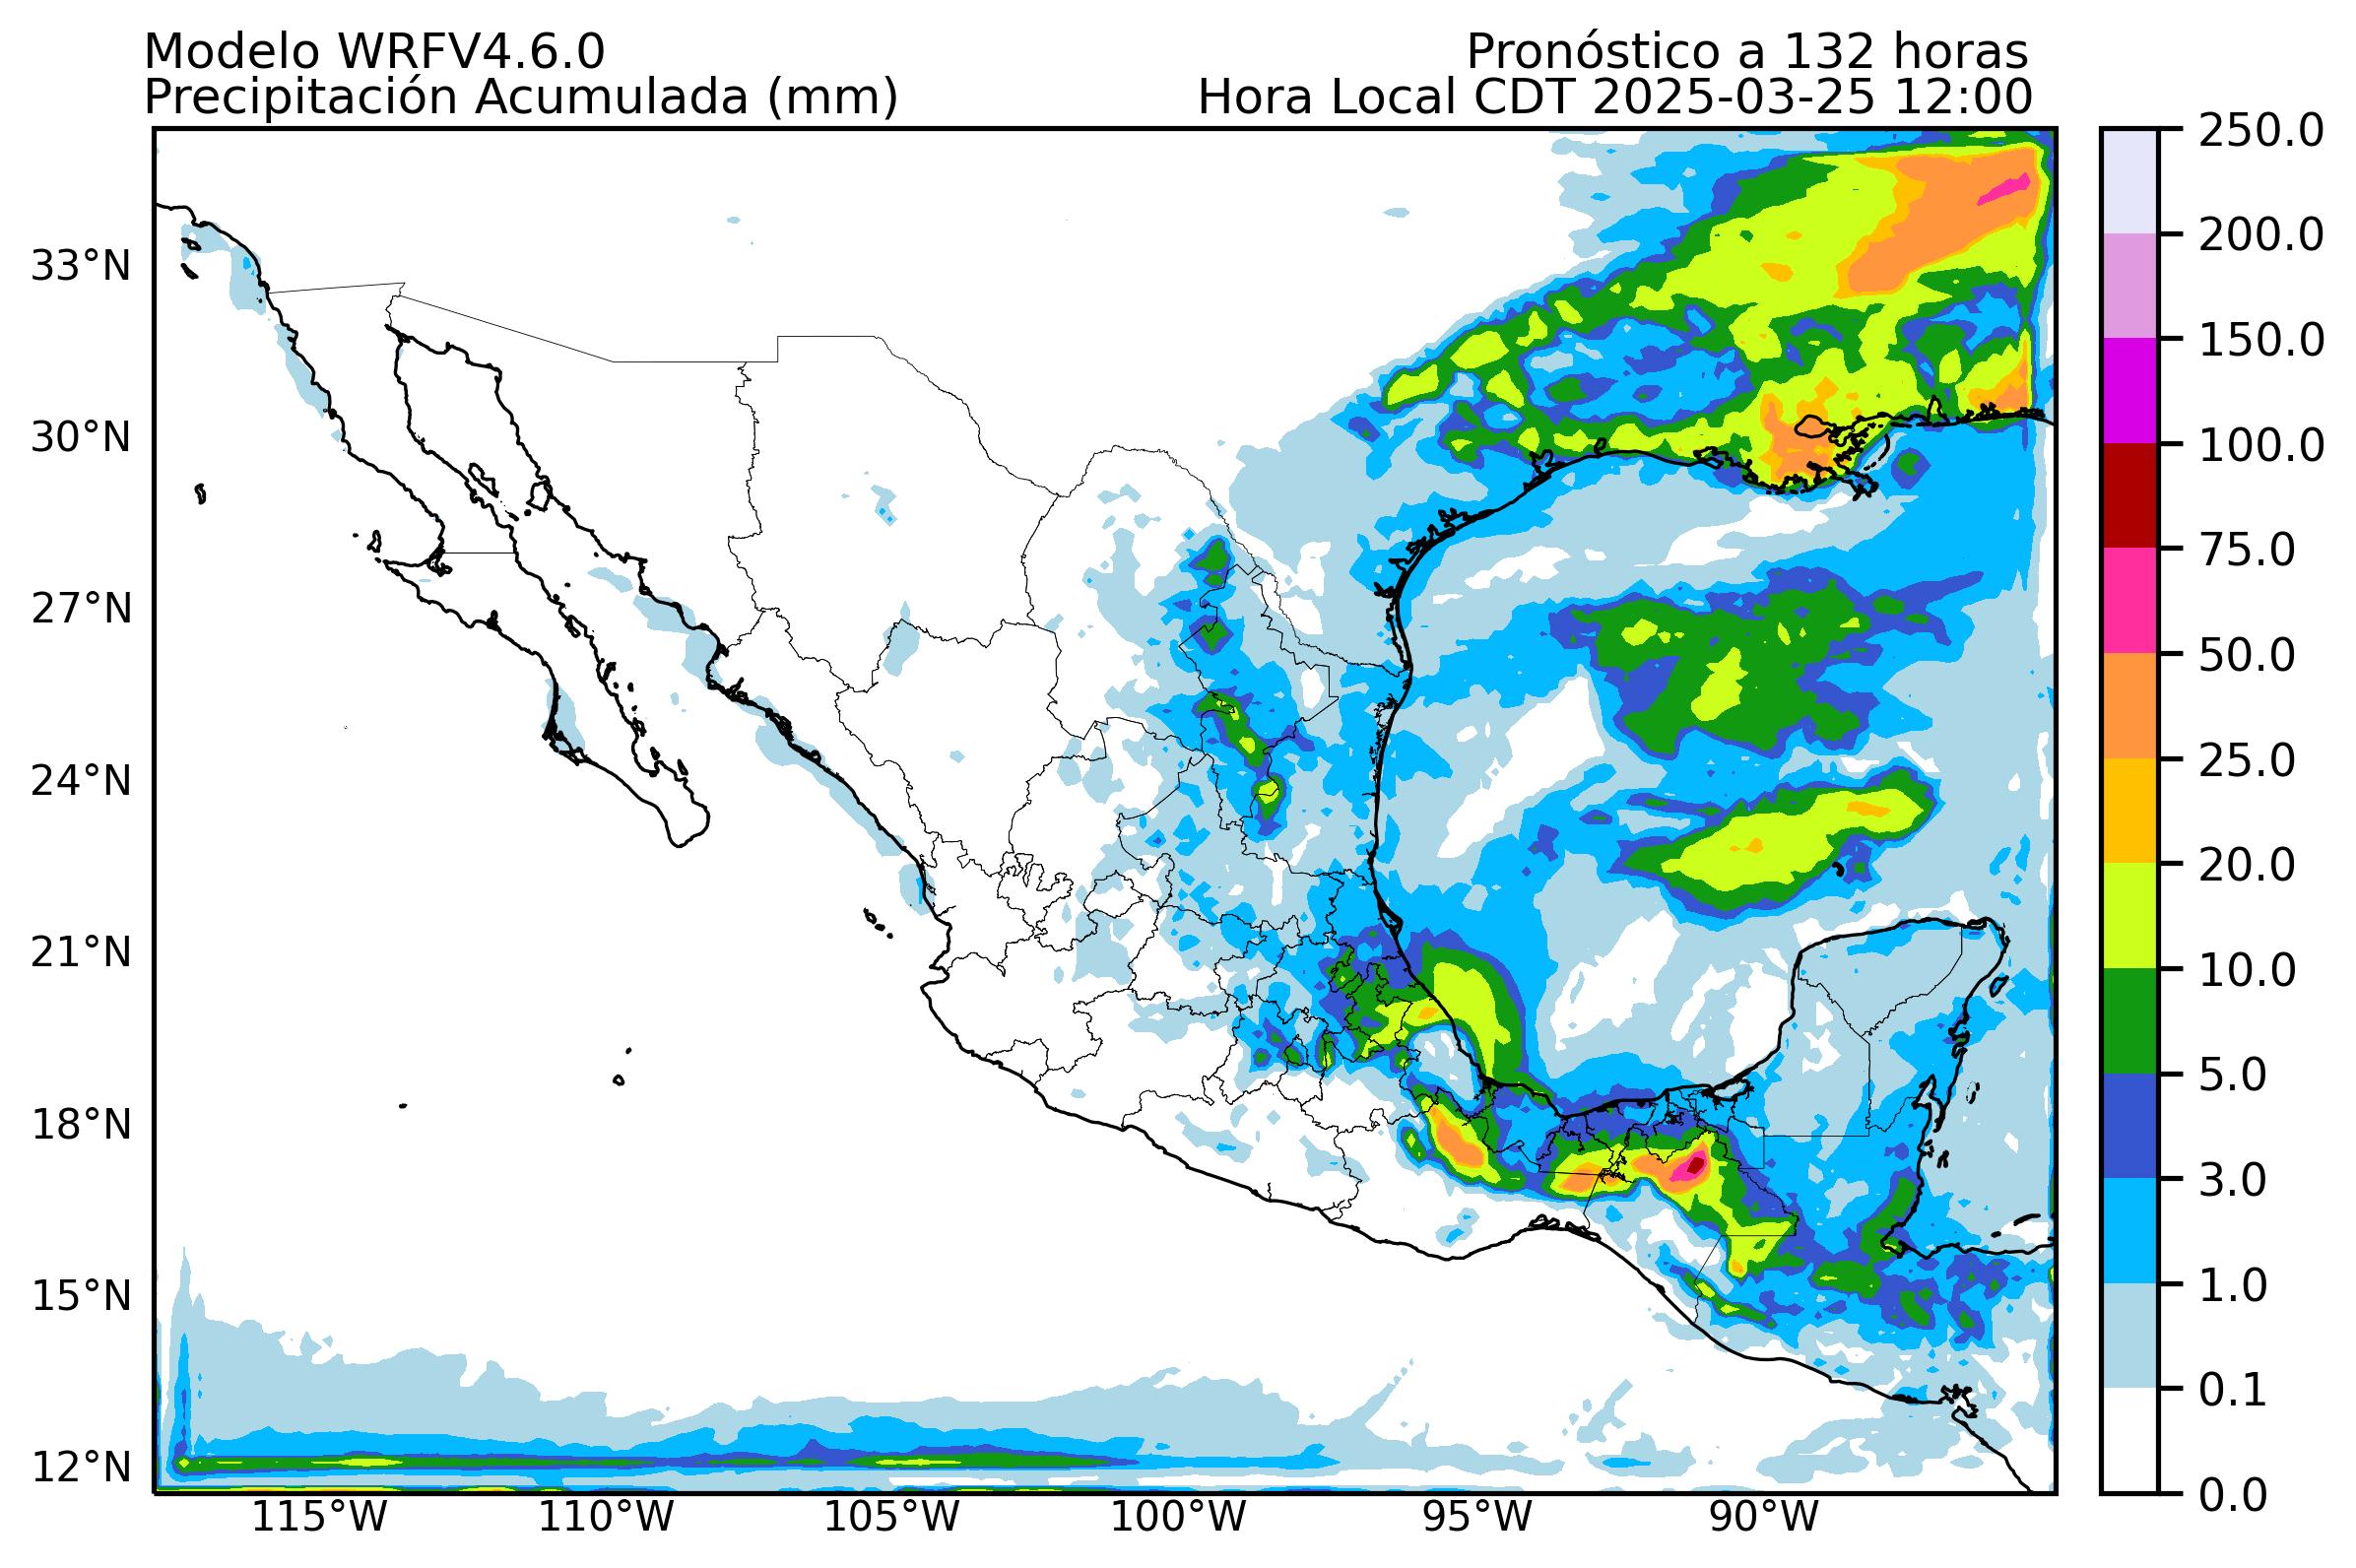 Modelo WRFV4.6.0
Pronóstico a 132 horas
Precipitación Acumulada (mm)
Hora Local CDT 2025-03-25 12:00
33°N
30°N
27°N
24°N
21°N
18°N
15°N
12°N
115°W
110°W
105°W
100°W
95°W
90°W
250.0
200.0
150.0
100.0
75.0
50.0
25.0
20.0
10.0
5.0
3.0
1.0
0.1
0.0